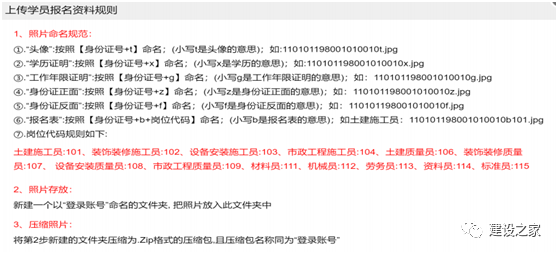 上传学员报名资料规则
1、照片命名规范：
①.“头像”:按照【身份证号+t】命名；(小写t是头像的意思)；如:110101198001010010t.jpg
②.“学历证明”:按照【身份证号+x】命名；(小写x是学历的意思)；如:110101198001010010x.jpg
③.“工作年限证明”:按照【身份证号+g】命名；(小写g是工作年限证明的意思)；如：110101198001010010g.jpg
④.“身份证正面”:按照【身份证号+z】命名；(小写z是身份证正面的意思)；如：110101198001010010z.jpg
⑤.“身份证反面”:按照【身份证号+f】命名；(小写f是身份证反面的意思)；如：110101198001010010f.jpg
⑥.“报名表”:按照【身份证号+b+岗位代码】命名；(小写b是报名表的意思)；如土建施工员：110101198001010010b101.jpg
⑦.岗位代码规则如下:
土建施工员:101、装饰装修施工员:102、设备安装施工员:103、市政工程施工员:104、土建质量员:106、装饰装修质量
员:107、 设备安装质量员:108、市政工程质量员:109、材料员:111、机械员:112、劳务员:113、资料员:114、标准员:115
2、照片存放：
新建一个以“登录账号”命名的文件夹, 把照片放入此文件夹中
3、压缩照片：
将第2步新建的文件夹压缩为.Zip格式的压缩包,且压缩包名称同为“登录账号”
建设之家